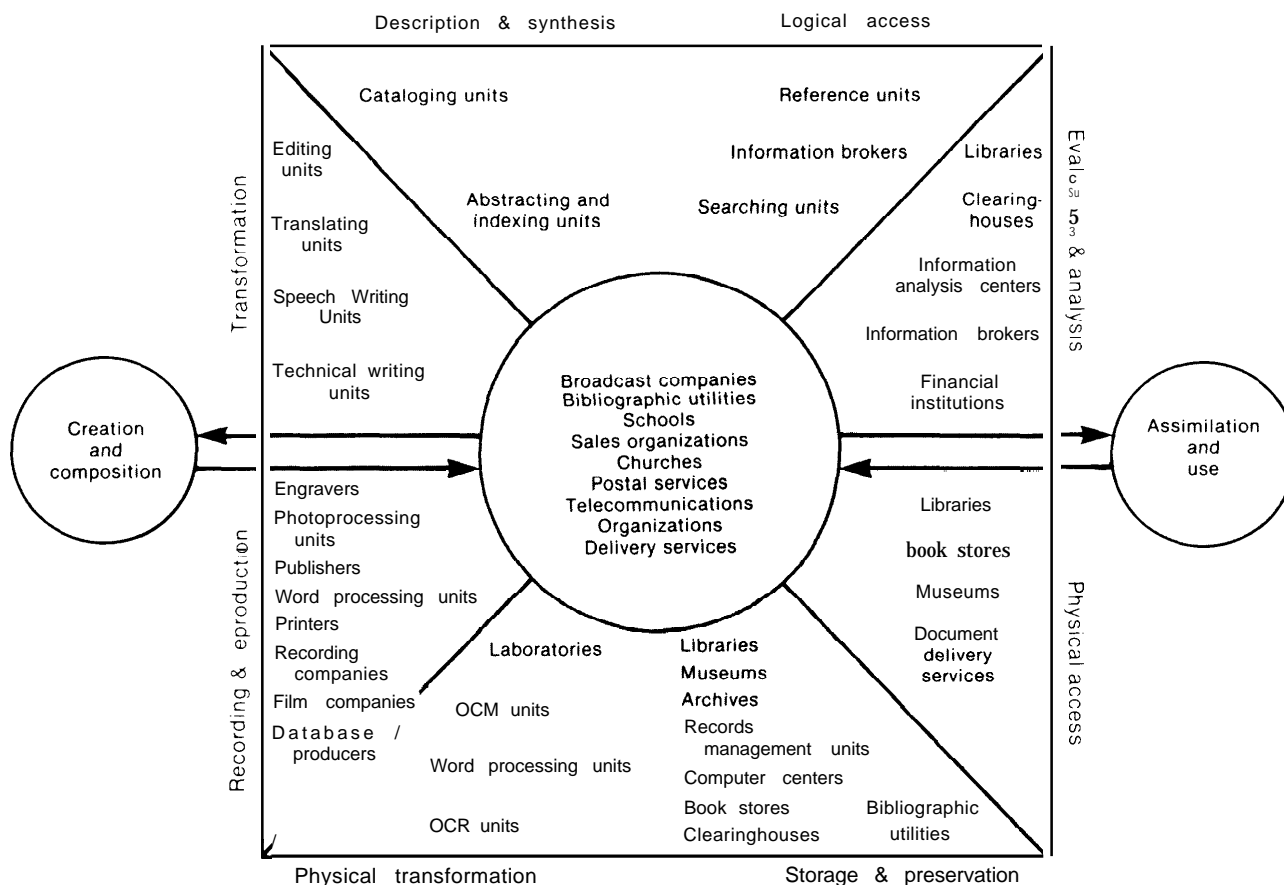 Description & synthesis
Logical access
Cataloging units
Reference units
Editing
units
Information brokers
Libraries
Abstracting and
indexing units
Searching units
Clearing-
houses
Translating
units
Information
analysis centers
Speech Writing
Units
Information brokers
Technical writing
units
Financial
institutions
Transformation
& analysis
Creation
and
composition
Broadcast companies
Bibliographic utilities
Schools
Sales organizations
Churches
Postal services
Telecommunications
Organizations
Delivery services
Assimilation
and
use
Engravers
Photoprocessing
units
Publishers
Word processing units
Printers
Recording
companies
Film companies
Database /
producers
Recording & eproduction
Laboratories
OCM units
Word processing units
OCR units
Libraries
Museums
Archives
Records
management units
Computer centers
Book stores
Clearinghouses
Bibliographic
utilities
Libraries
book stores
Museums
Document
delivery
services
Physical access
Physical transformation
Storage & preservation